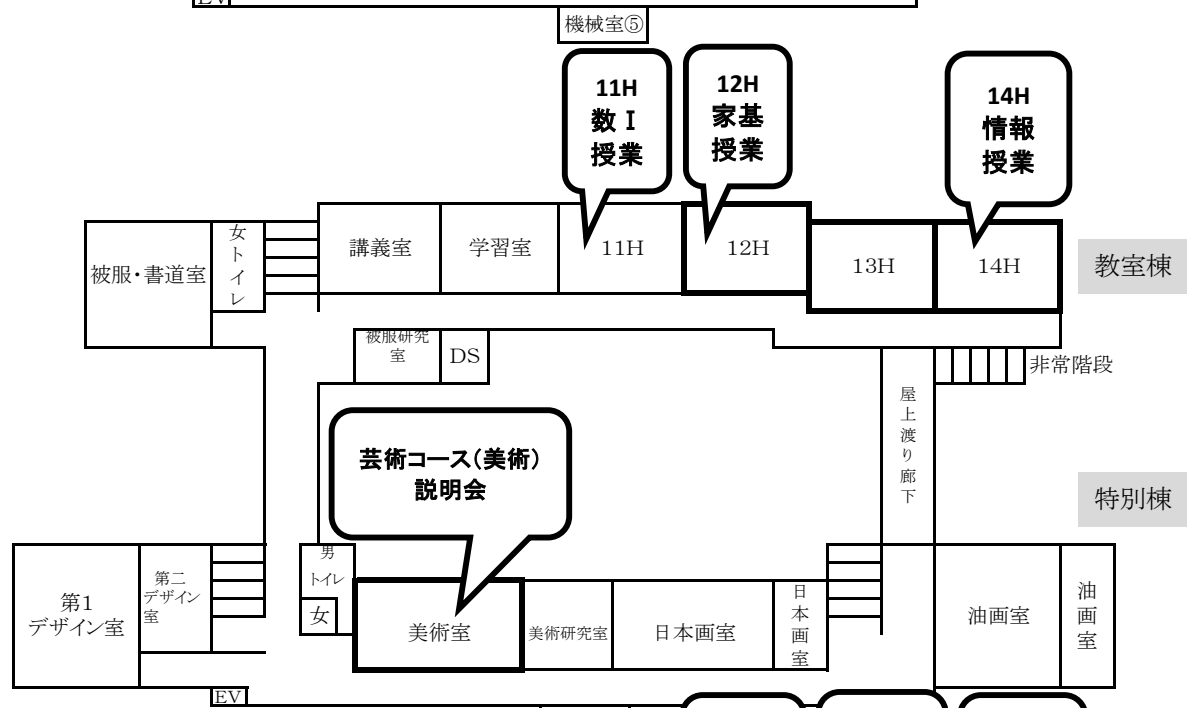 EV
機械室⑤
11H
数Ⅰ
授業
12H
家基
授業
14H
情報
授業
被服・書道室
女トイレ
講義室
学習室
11H
12H
13H
14H
教室棟
被服研究
室
DS
非常階段
屋上渡り廊下
芸術コース(美術)
説明会
特別棟
第1
デザイン室
第二
デザイン
室
男
トイレ
女
美術室
美術研究室
日本画室
日本画室
油画室
油画室
EV